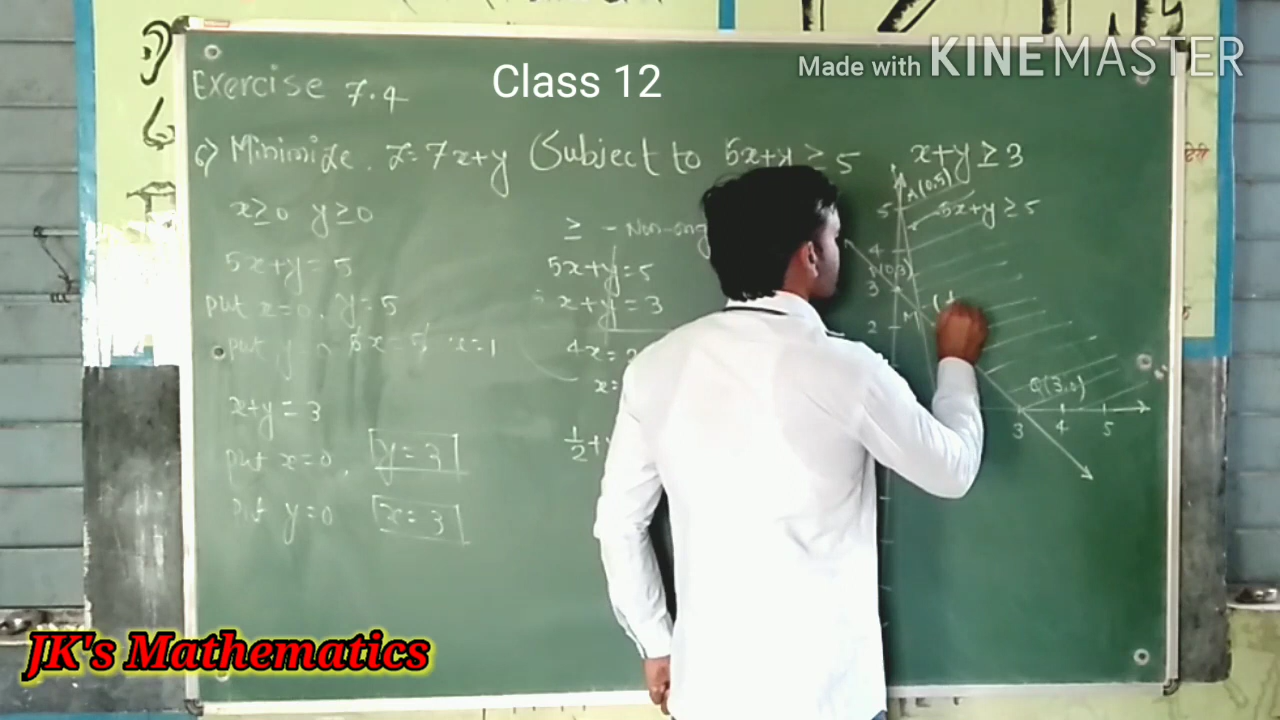 Made with KINEMASTER
Class 12
Exercise 7.4
6) Minimize. Z=7x+y (Subject to 5x+y ≥ 5 x+y ≥ 3
x≥0 y≥0
5x+y=5
put x=0, y=5
put y=0 5x=5, x=1
x+y=3
put x=0, y=3
put y=0 x=3
≥ - Non-
5x+y=5
x+y=3
4x=
x=
1/2+
A(0,5)
5
5x+y≥5
4
(0,3)
3
M
2
Q(3,0)
3 4 5
JK's Mathematics